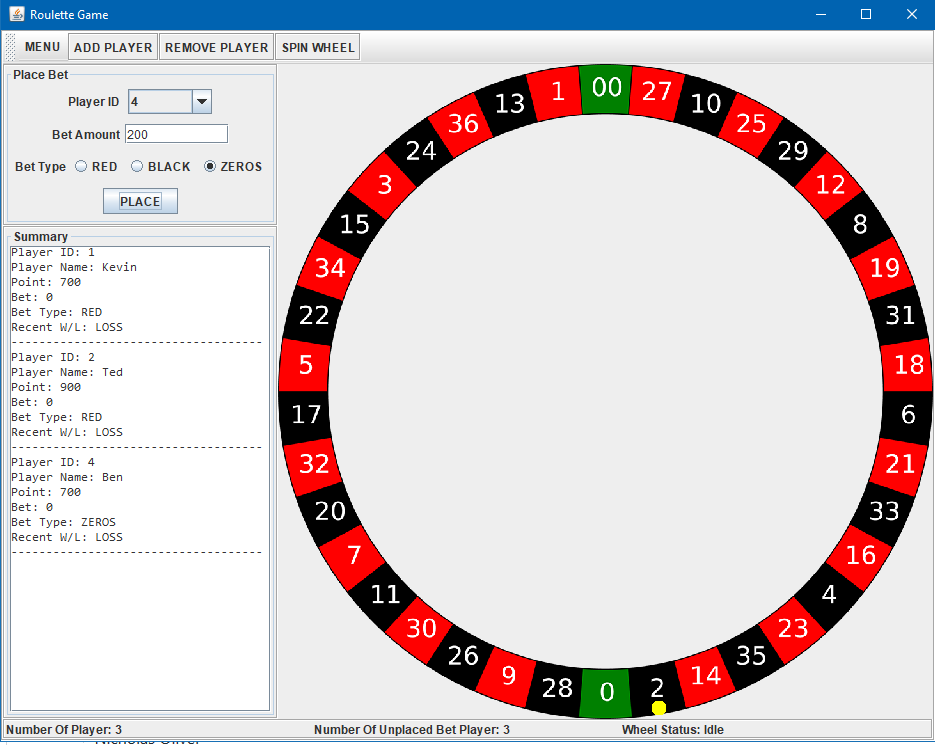 Roulette Game
MENU ADD PLAYER REMOVE PLAYER SPIN WHEEL
Place Bet
Player ID 4
Bet Amount 200
Bet Type RED BLACK ZEROS
PLACE
Summary
Player ID: 1
Player Name: Kevin
Point: 700
Bet: 0
Bet Type: RED
Recent W/L: LOSS
------------------------------------
Player ID: 2
Player Name: Ted
Point: 900
Bet: 0
Bet Type: RED
Recent W/L: LOSS
------------------------------------
Player ID: 4
Player Name: Ben
Point: 700
Bet: 0
Bet Type: ZEROS
Recent W/L: LOSS
------------------------------------
00
27
10
25
29
12
8
19
31
18
6
21
33
16
4
23
35
14
2
0
28
9
26
30
11
7
20
32
17
5
22
34
15
3
24
36
13
1
Number Of Player: 3 Number Of Unplaced Bet Player: 3 Wheel Status: Idle